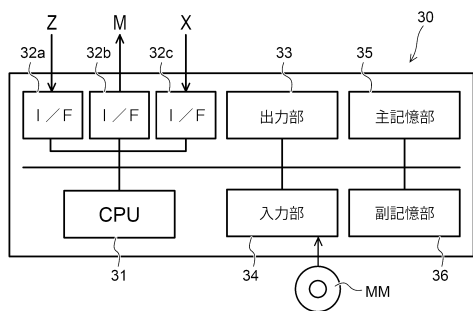 Z M X 30
32a 32b 32c 33 35
I/F I/F I/F 出力部 主記憶部
CPU 入力部 副記憶部
31 34 36
MM